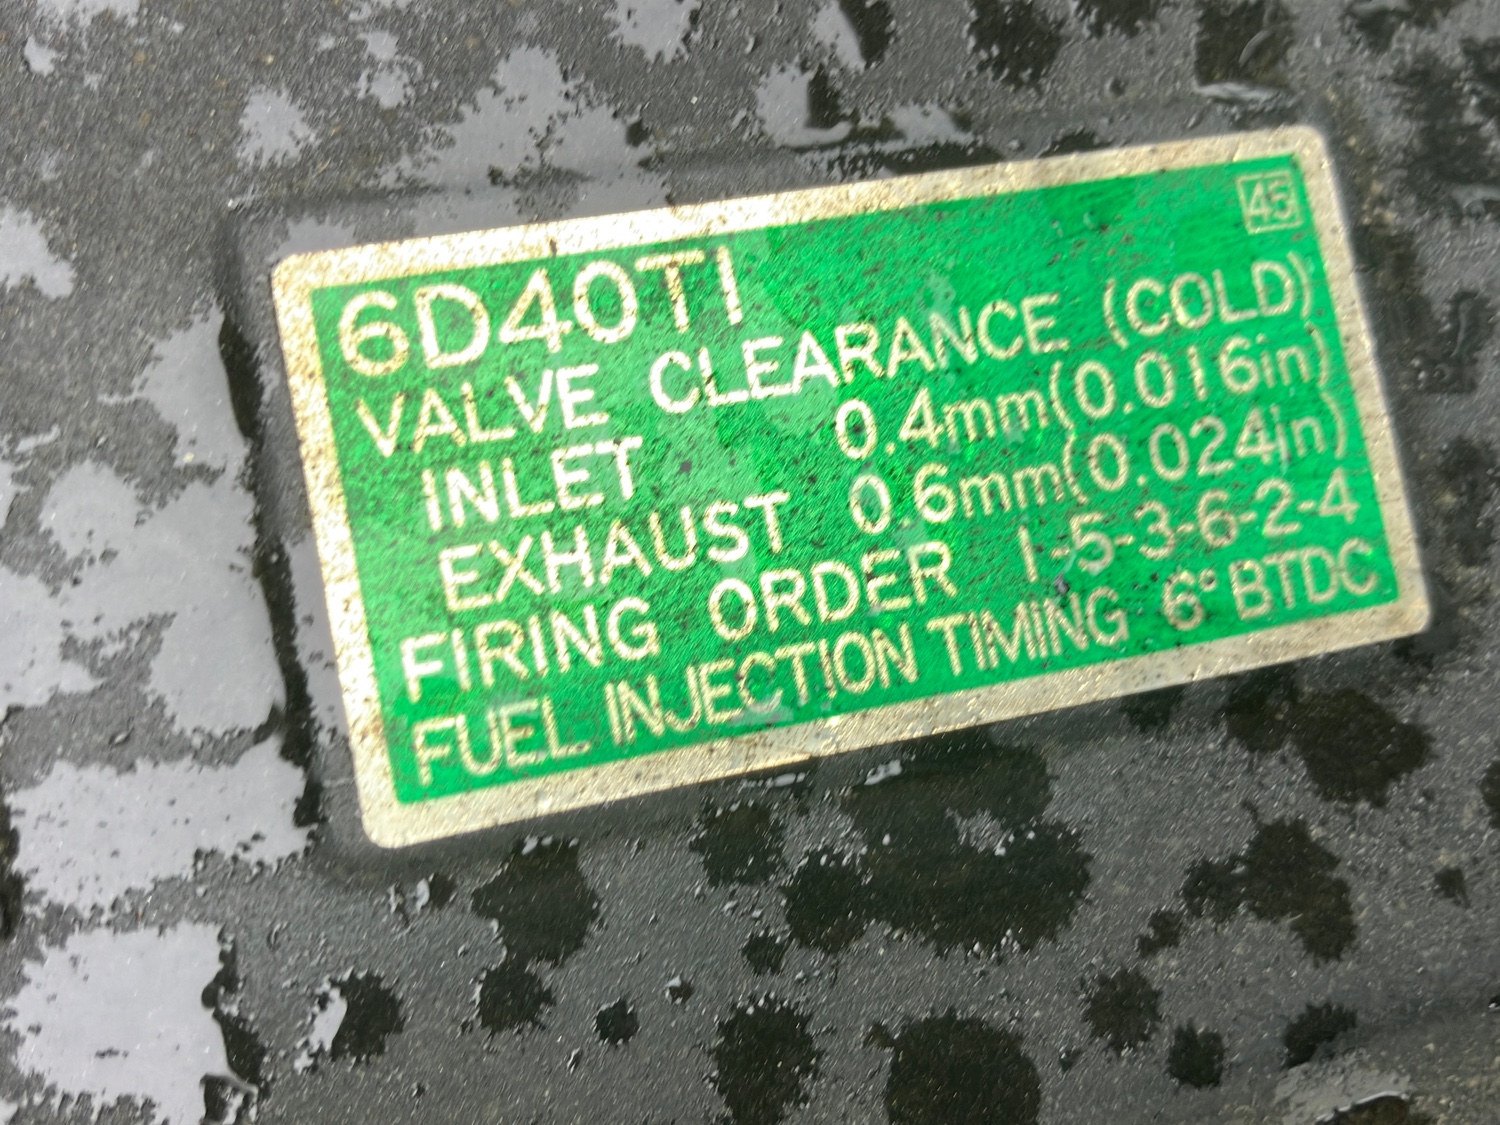 45
6D40TI
VALVE CLEARANCE (COLD)
INLET 0.4mm(0.016in)
EXHAUST 0.6mm(0.024in)
FIRING ORDER 1-5-3-6-2-4
FUEL INJECTION TIMING 6° BTDC